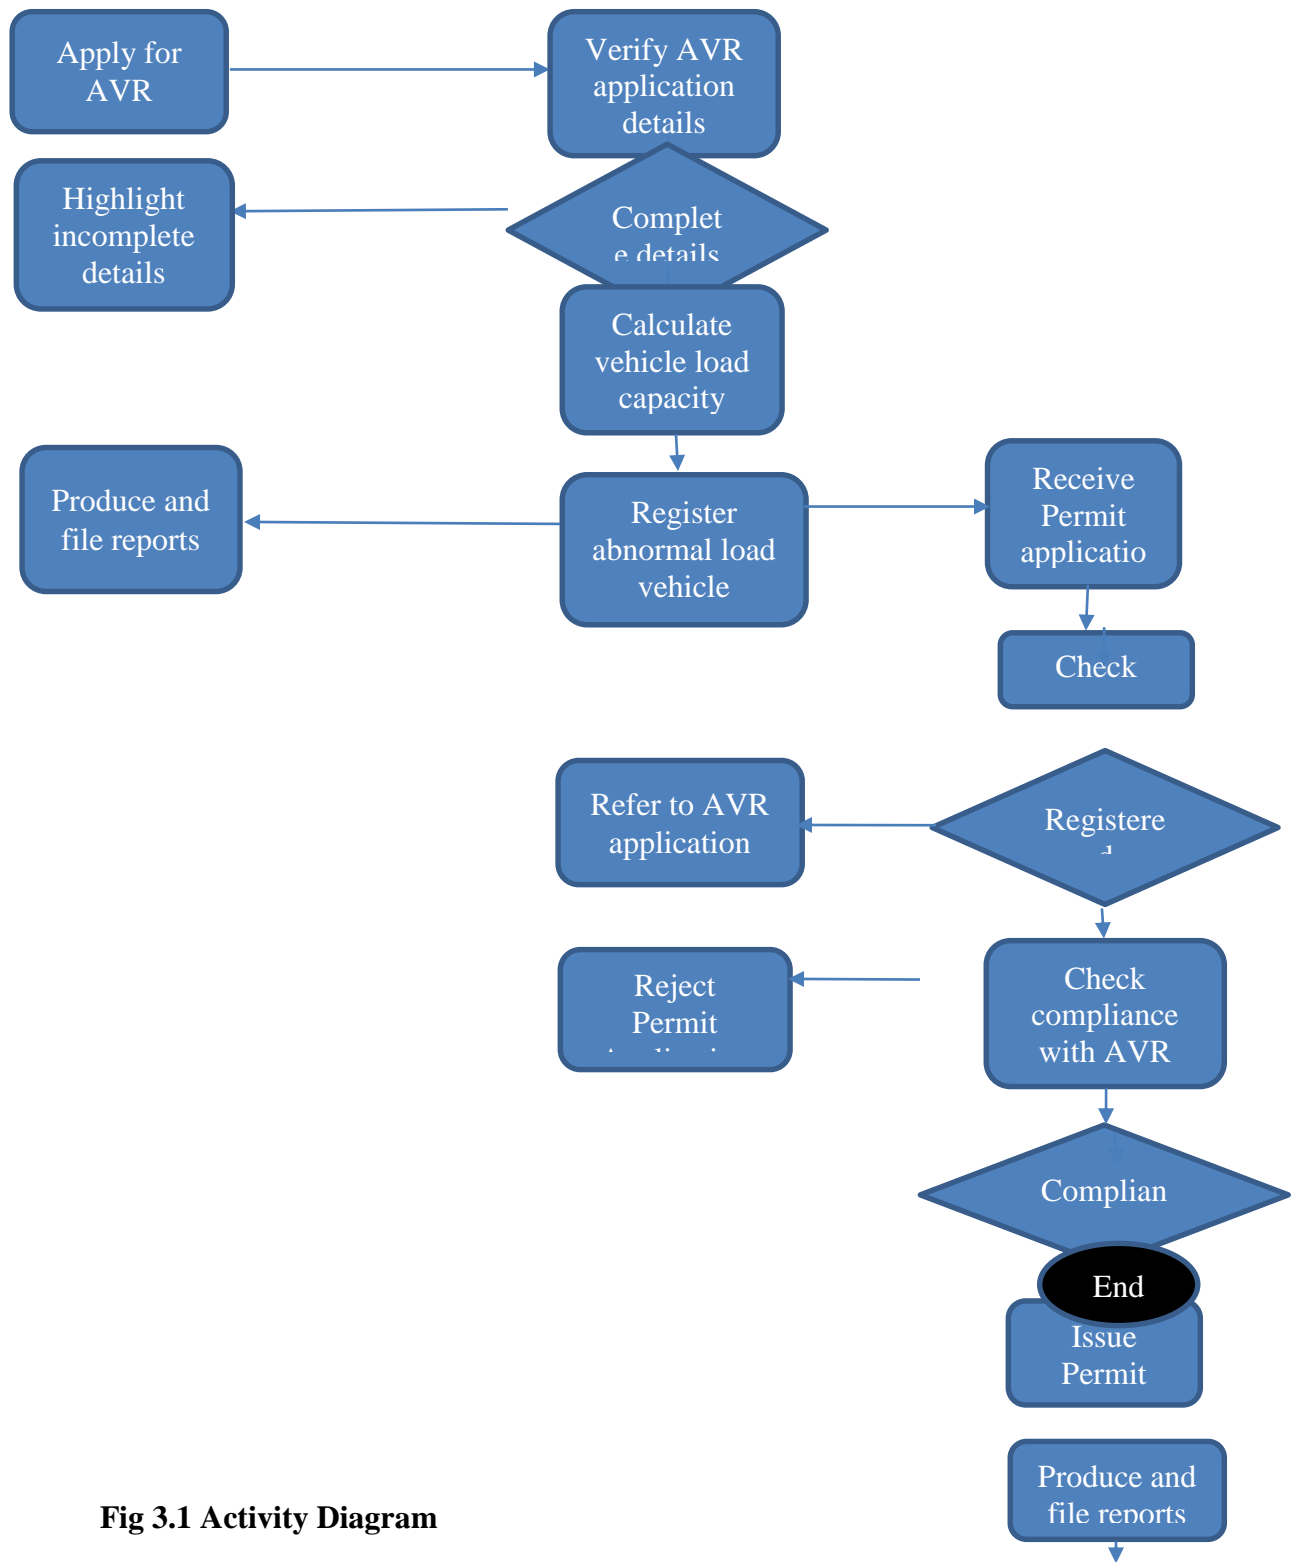 Apply for
AVR
Verify AVR
application
details
Highlight
incomplete
details
Complet
e details
Calculate
vehicle load
capacity
Produce and
file reports
Register
abnormal load
vehicle
Receive
Permit
applicatio
Check
Refer to AVR
application
Registere
d
Reject
Permit
Check
compliance
with AVR
Complian
End
Issue
Permit
Produce and
file reports
Fig 3.1 Activity Diagram